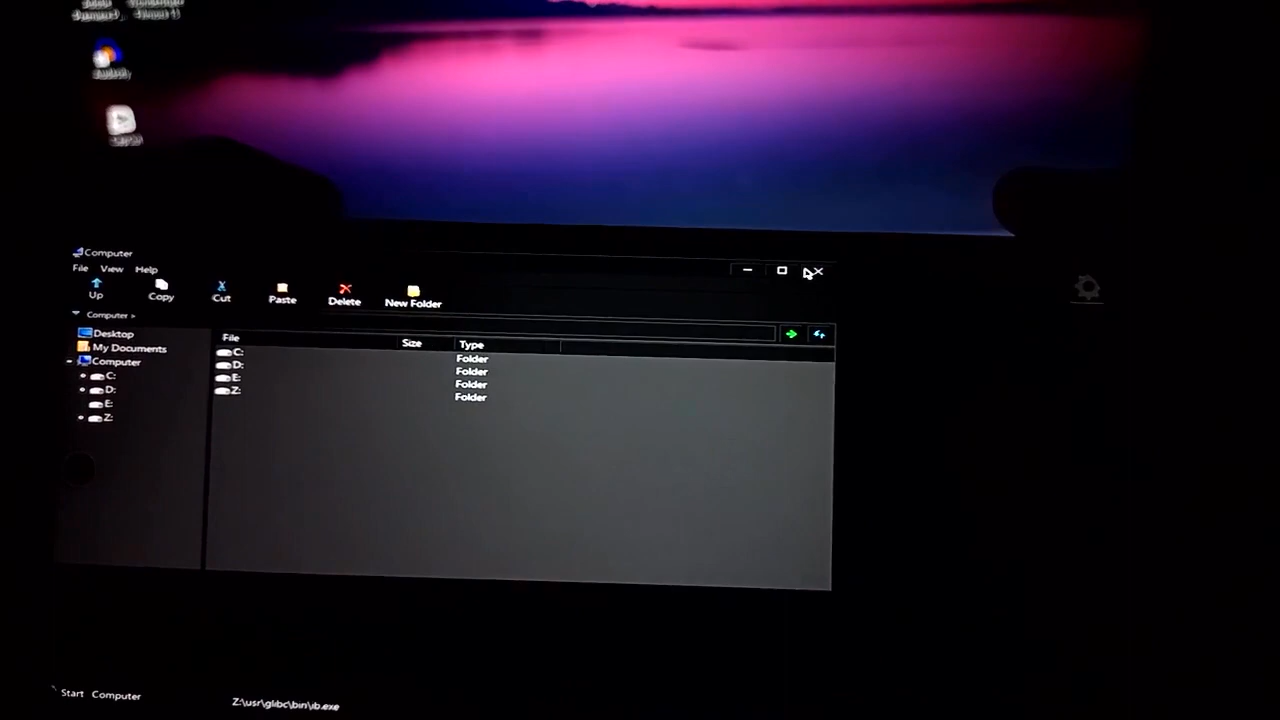 Computer
File View Help
Up Copy Cut Paste Delete New Folder
Computer >
Desktop
My Documents
Computer
C:
D:
E:
Z:
File Size Type
C: Folder
D: Folder
E: Folder
Z: Folder
Start Computer Z:\usr\glibc\bin\ib.exe